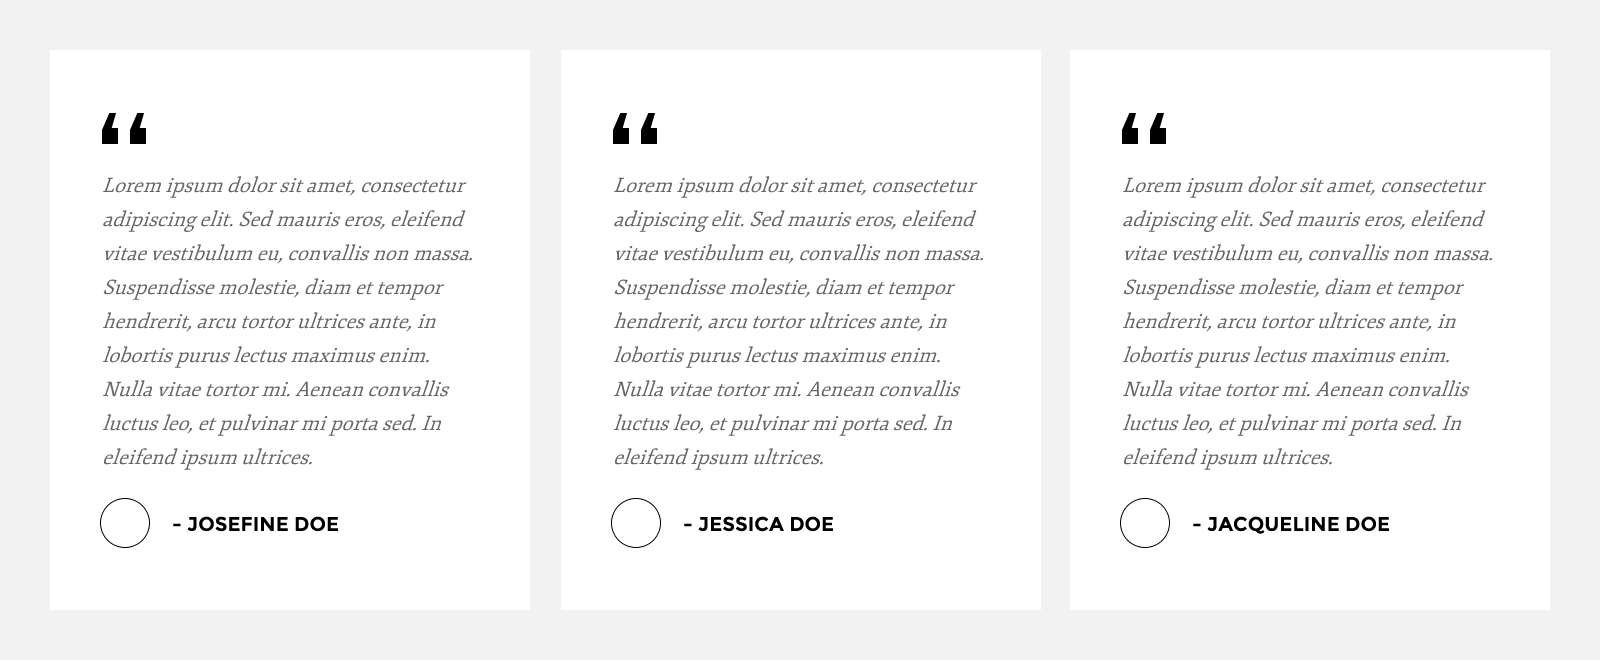 ❛❛
Lorem ipsum dolor sit amet, consectetur
adipiscing elit. Sed mauris eros, eleifend
vitae vestibulum eu, convallis non massa.
Suspendisse molestie, diam et tempor
hendrerit, arcu tortor ultrices ante, in
lobortis purus lectus maximus enim.
Nulla vitae tortor mi. Aenean convallis
luctus leo, et pulvinar mi porta sed. In
eleifend ipsum ultrices.
- JOSEFINE DOE
❛❛
Lorem ipsum dolor sit amet, consectetur
adipiscing elit. Sed mauris eros, eleifend
vitae vestibulum eu, convallis non massa.
Suspendisse molestie, diam et tempor
hendrerit, arcu tortor ultrices ante, in
lobortis purus lectus maximus enim.
Nulla vitae tortor mi. Aenean convallis
luctus leo, et pulvinar mi porta sed. In
eleifend ipsum ultrices.
- JESSICA DOE
❛❛
Lorem ipsum dolor sit amet, consectetur
adipiscing elit. Sed mauris eros, eleifend
vitae vestibulum eu, convallis non massa.
Suspendisse molestie, diam et tempor
hendrerit, arcu tortor ultrices ante, in
lobortis purus lectus maximus enim.
Nulla vitae tortor mi. Aenean convallis
luctus leo, et pulvinar mi porta sed. In
eleifend ipsum ultrices.
- JACQUELINE DOE